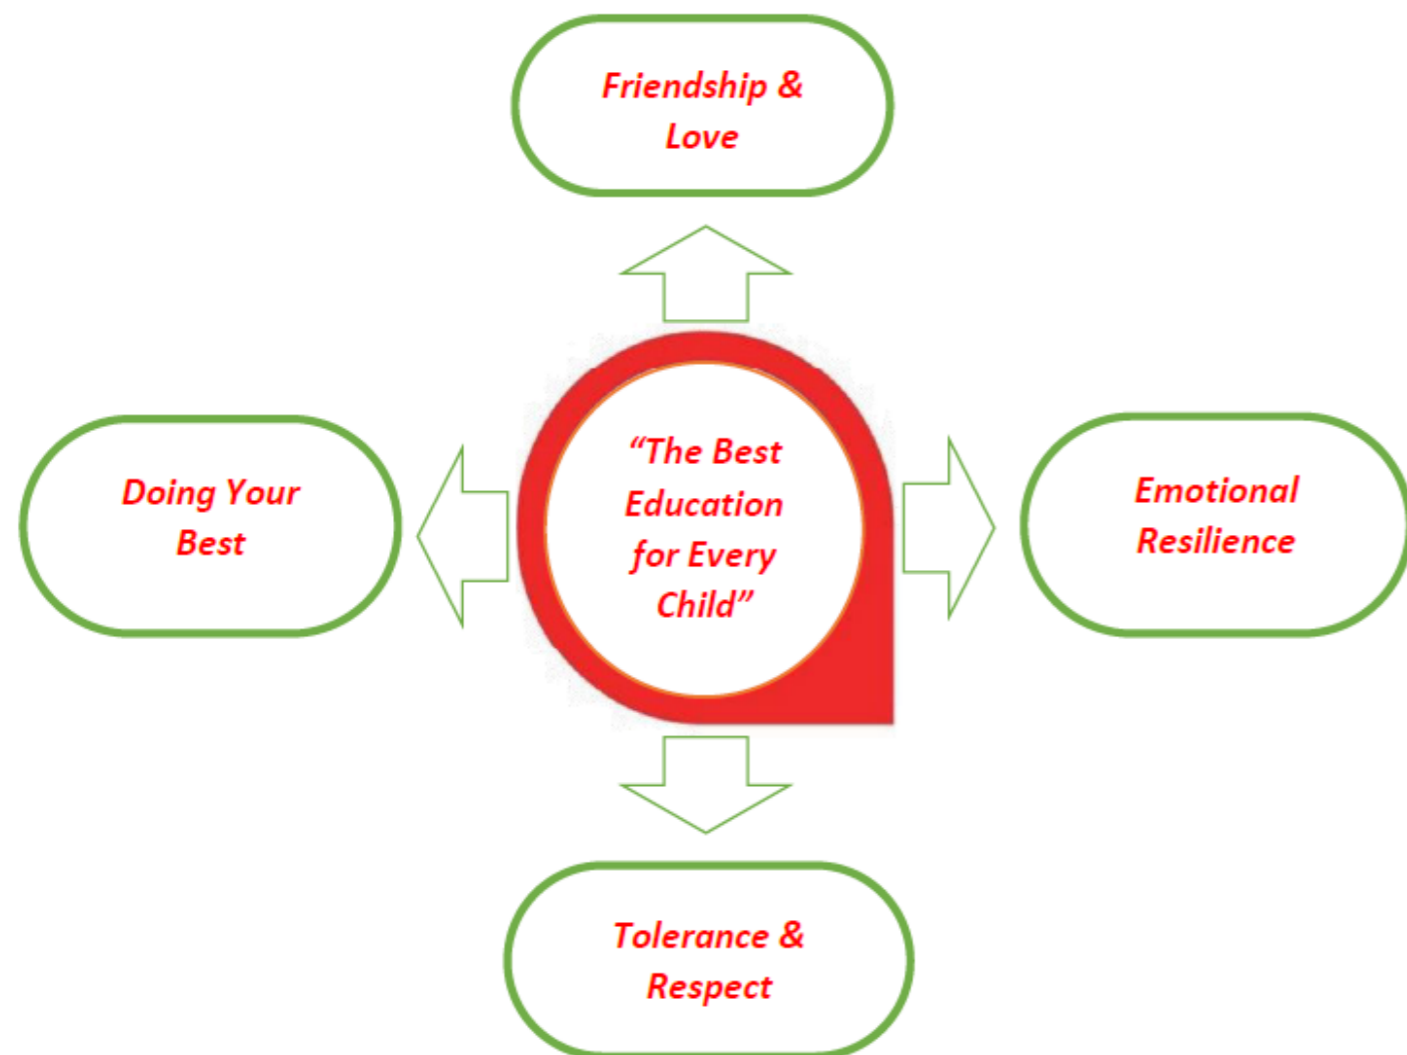 Friendship &
Love
Doing Your
Best
“The Best
Education
for Every
Child”
Emotional
Resilience
Tolerance &
Respect